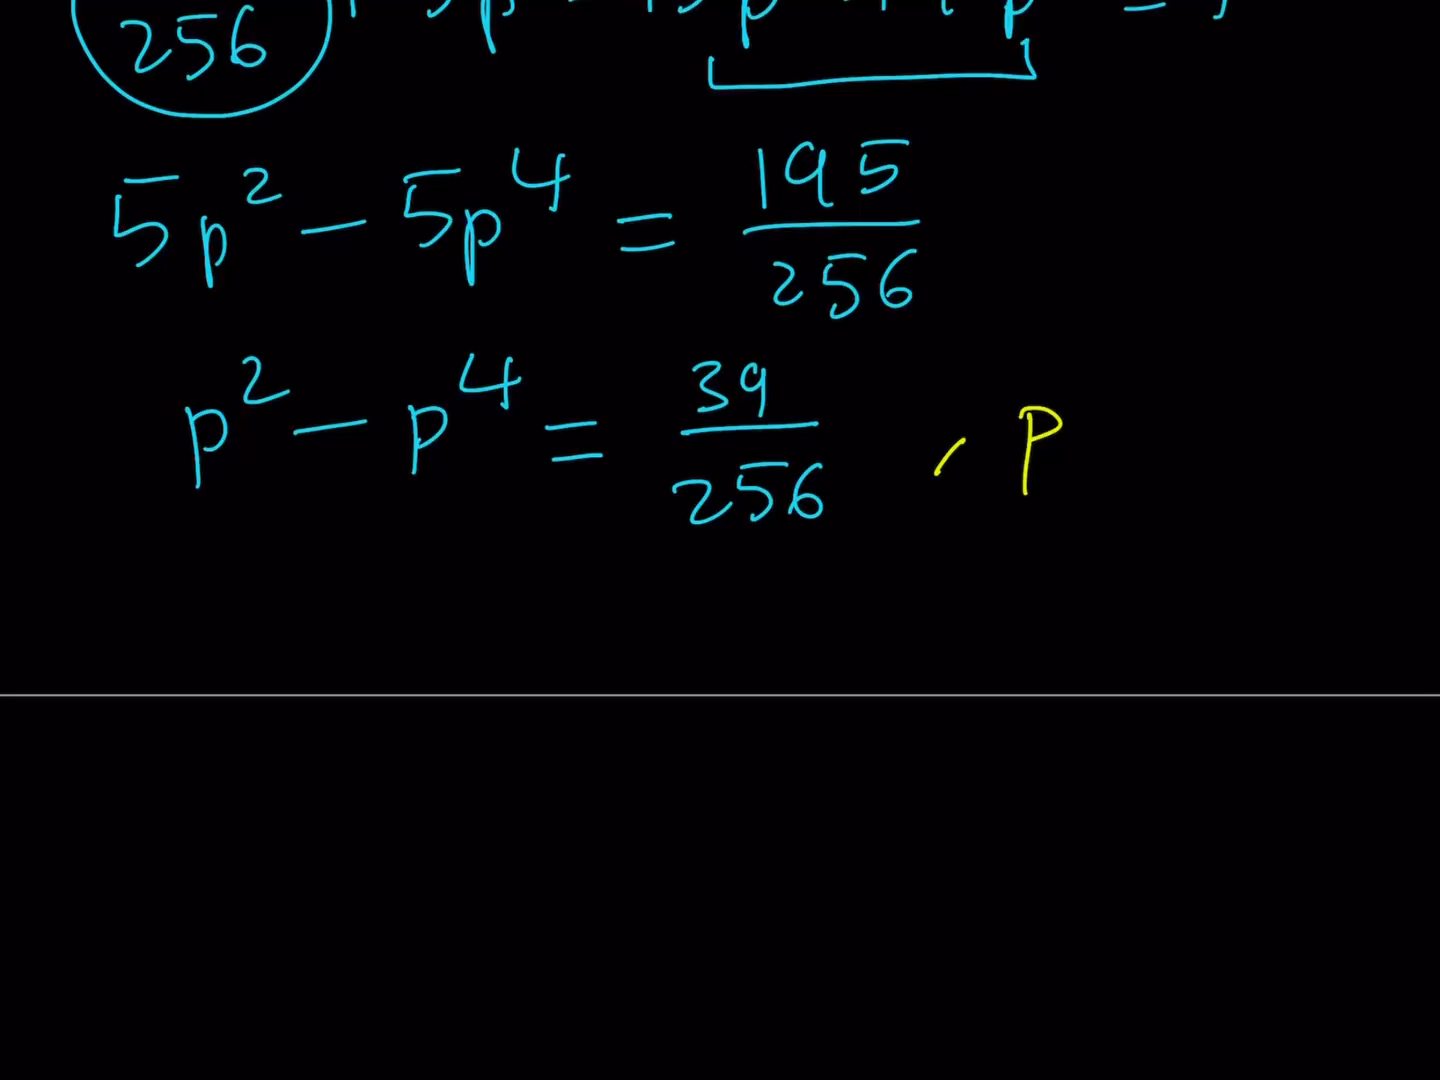 256
5p² − 5p⁴ = 195/256
p² − p⁴ = 39/256 , P